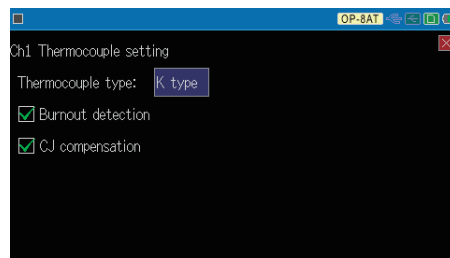 OP-8AT
Ch1 Thermocouple setting
Thermocouple type: K type
Burnout detection
CJ compensation